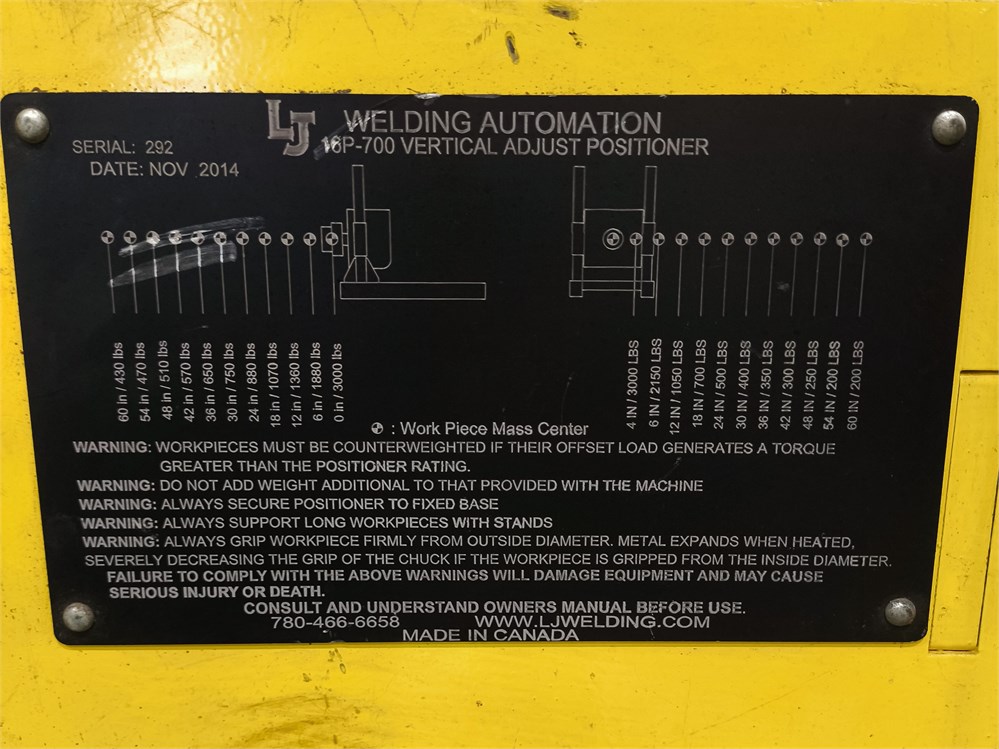 LJ WELDING AUTOMATION
SERIAL: 292
16P-700 VERTICAL ADJUST POSITIONER
DATE: NOV 2014
60 in / 430 lbs
54 in / 470 lbs
48 in / 510 lbs
42 in / 570 lbs
36 in / 650 lbs
30 in / 750 lbs
24 in / 880 lbs
18 in / 1070 lbs
12 in / 1360 lbs
6 in / 1880 lbs
0 in / 3000 lbs
4 IN / 3000 LBS
6 IN / 2150 LBS
12 IN / 1050 LBS
18 IN / 700 LBS
24 IN / 500 LBS
30 IN / 400 LBS
36 IN / 350 LBS
42 IN / 300 LBS
48 IN / 250 LBS
54 IN / 200 LBS
60 IN / 200 LBS
: Work Piece Mass Center
WARNING: WORKPIECES MUST BE COUNTERWEIGHTED IF THEIR OFFSET LOAD GENERATES A TORQUE
GREATER THAN THE POSITIONER RATING.
WARNING: DO NOT ADD WEIGHT ADDITIONAL TO THAT PROVIDED WITH THE MACHINE
WARNING: ALWAYS SECURE POSITIONER TO FIXED BASE
WARNING: ALWAYS SUPPORT LONG WORKPIECES WITH STANDS
WARNING: ALWAYS GRIP WORKPIECE FIRMLY FROM OUTSIDE DIAMETER. METAL EXPANDS WHEN HEATED,
SEVERELY DECREASING THE GRIP OF THE CHUCK IF THE WORKPIECE IS GRIPPED FROM THE INSIDE DIAMETER.
FAILURE TO COMPLY WITH THE ABOVE WARNINGS WILL DAMAGE EQUIPMENT AND MAY CAUSE
SERIOUS INJURY OR DEATH.
CONSULT AND UNDERSTAND OWNERS MANUAL BEFORE USE.
780-466-6658 WWW.LJWELDING.COM
MADE IN CANADA